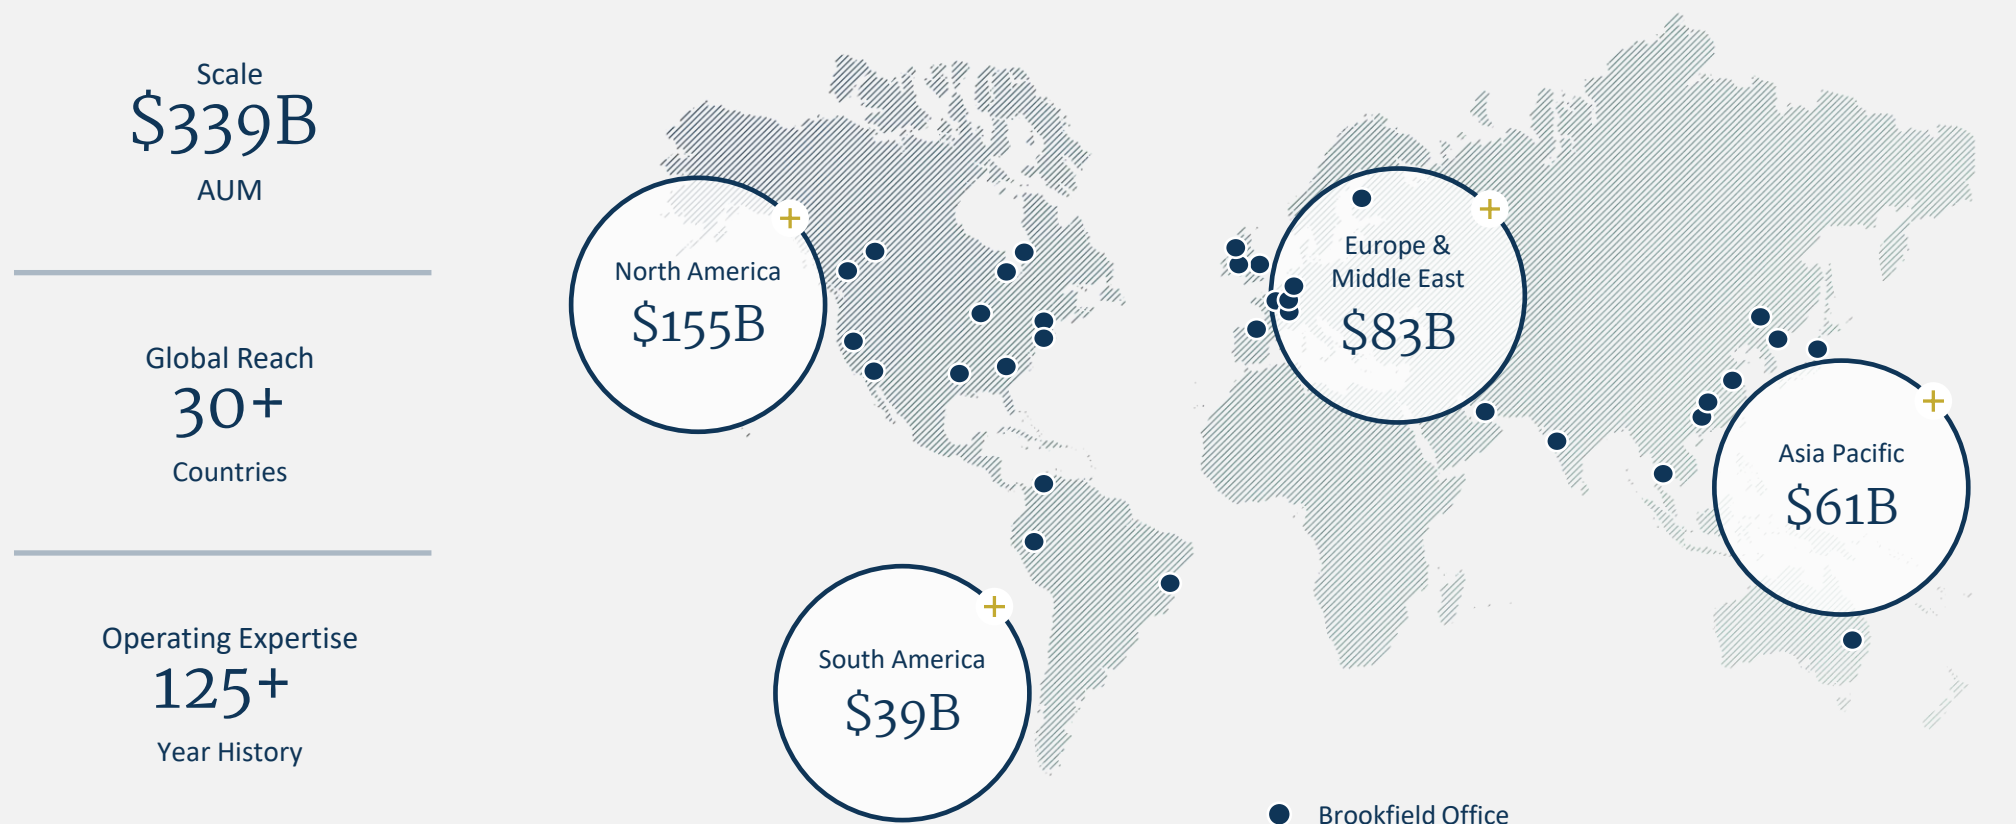 Scale
$339B
AUM
Global Reach
30+
Countries
Operating Expertise
125+
Year History
North America
$155B
Europe &
Middle East
$83B
Asia Pacific
$61B
South America
$39B
Brookfield Office